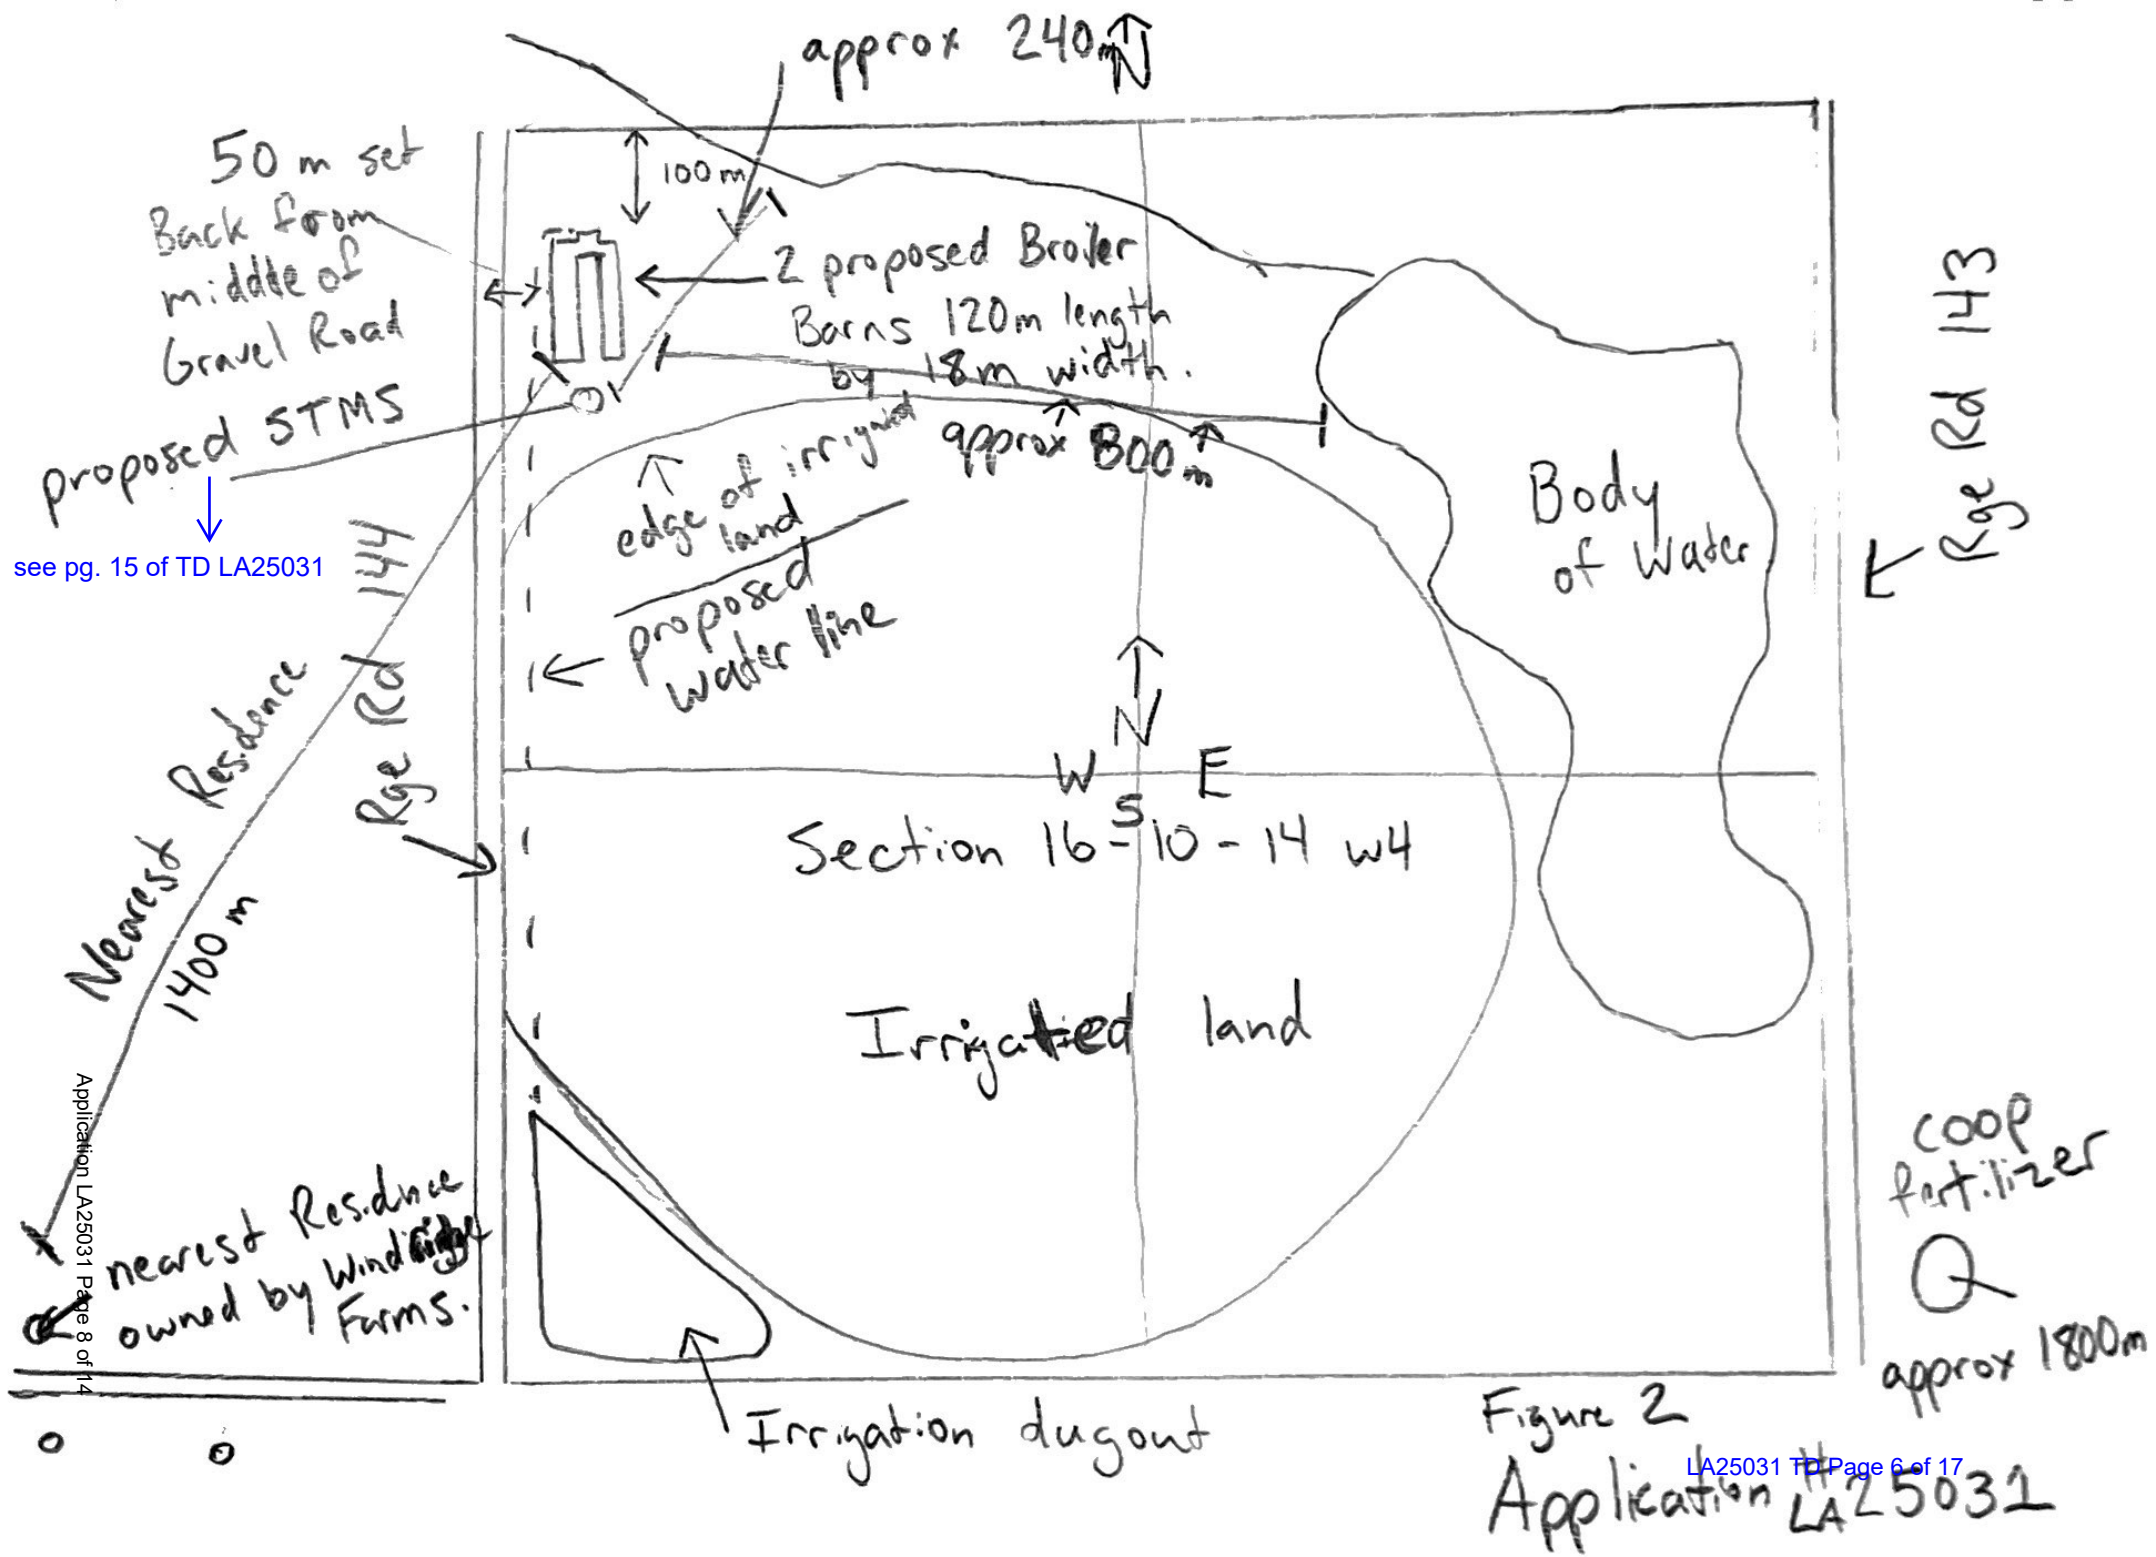 approx 240m
N
50 m set
Back from
middle of
Gravel Road
100m
2 proposed Broiler
Barns 120m length
by 18m width.
proposed STMS
see pg. 15 of TD LA25031
approx 800m
edge of irrigated
land
proposed
water line
Body
of Water
Rge Rd 143
Rge Rd 144
Nearest Residence
1400 m
N
W E
S
Section 16-10-14 w4
Irrigated land
nearest Residnce
owned by Windridge
Farms.
Application LA25031 Page 8 of 14
Irrigation dugout
coop
fertilizer
approx 1800m
Figure 2
LA25031 TD Page 6 of 17
Application #
LA25031